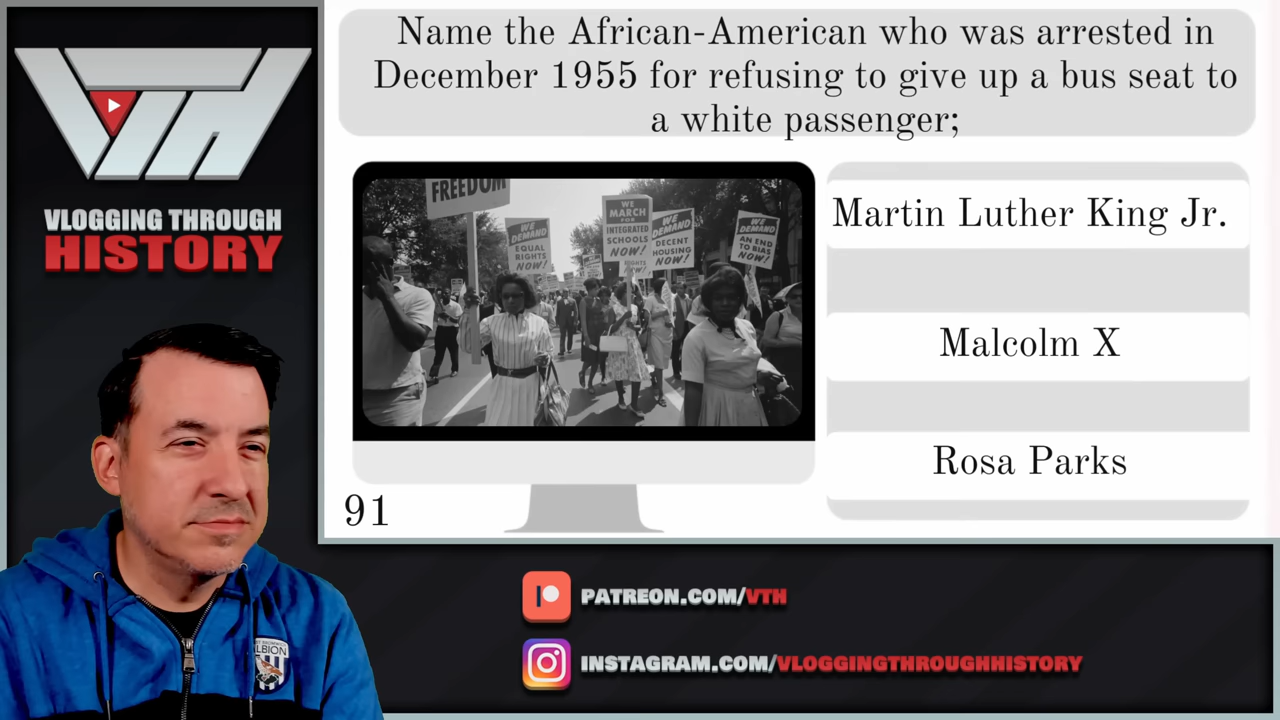 VTH
VLOGGING THROUGH
HISTORY
Name the African-American who was arrested in
December 1955 for refusing to give up a bus seat to
a white passenger;
FREEDOM
WE
DEMAND
EQUAL
RIGHTS
NOW!
WE
MARCH
FOR
INTEGRATED
SCHOOLS
NOW!
WE
DEMAND
DECENT
HOUSING
NOW!
WE
DEMAND
AN END
TO BIAS
NOW!
RIGHTS
NOW!
Martin Luther King Jr.
Malcolm X
Rosa Parks
91
ALBION
PATREON.COM/VTH
INSTAGRAM.COM/VLOGGINGTHROUGHHISTORY